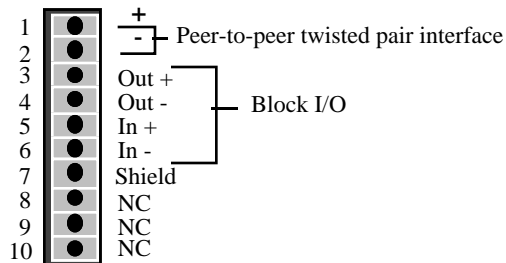 1 +
- Peer-to-peer twisted pair interface
2
3 Out +
4 Out - Block I/O
5 In +
6 In -
7 Shield
8 NC
9 NC
10 NC